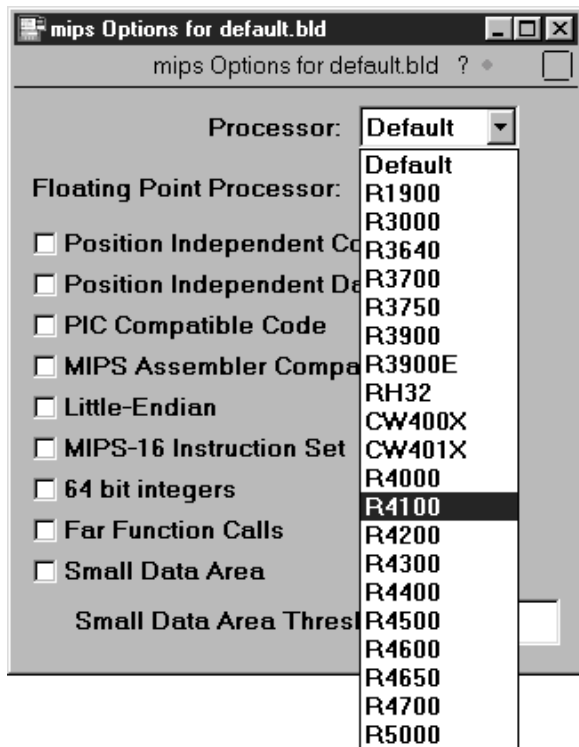 mips Options for default.bld
mips Options for default.bld ?
Processor: Default
Floating Point Processor:
Position Independent Co
Position Independent Da
PIC Compatible Code
MIPS Assembler Compa
Little-Endian
MIPS-16 Instruction Set
64 bit integers
Far Function Calls
Small Data Area
Small Data Area Thres
Default
R1900
R3000
R3640
R3700
R3750
R3900
R3900E
RH32
CW400X
CW401X
R4000
R4100
R4200
R4300
R4400
R4500
R4600
R4650
R4700
R5000